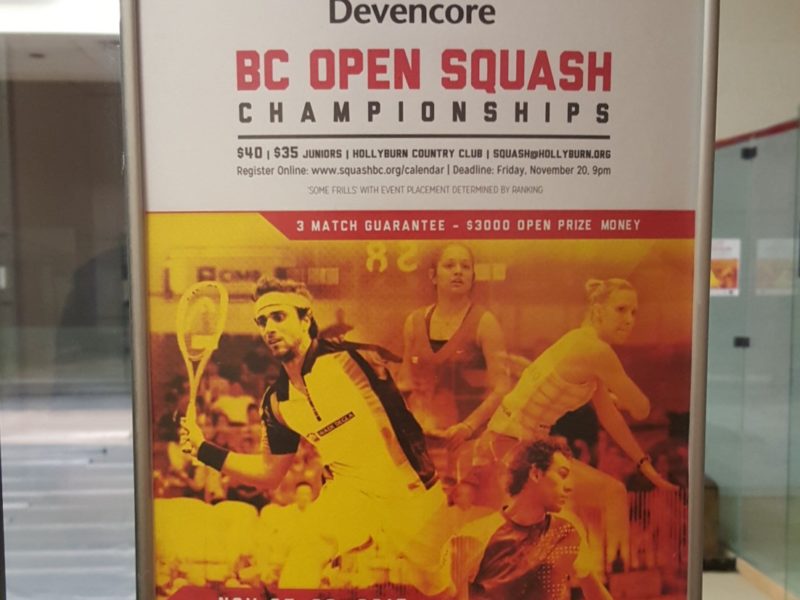 Devencore
BC OPEN SQUASH
CHAMPIONSHIPS
$40 | $35 JUNIORS | HOLLYBURN COUNTRY CLUB | SQUASH@HOLLYBURN.ORG
Register Online: www.squashbc.org/calendar | Deadline: Friday, November 20, 9pm
'SOME FRILLS' WITH EVENT PLACEMENT DETERMINED BY RANKING
3 MATCH GUARANTEE - $3000 OPEN PRIZE MONEY